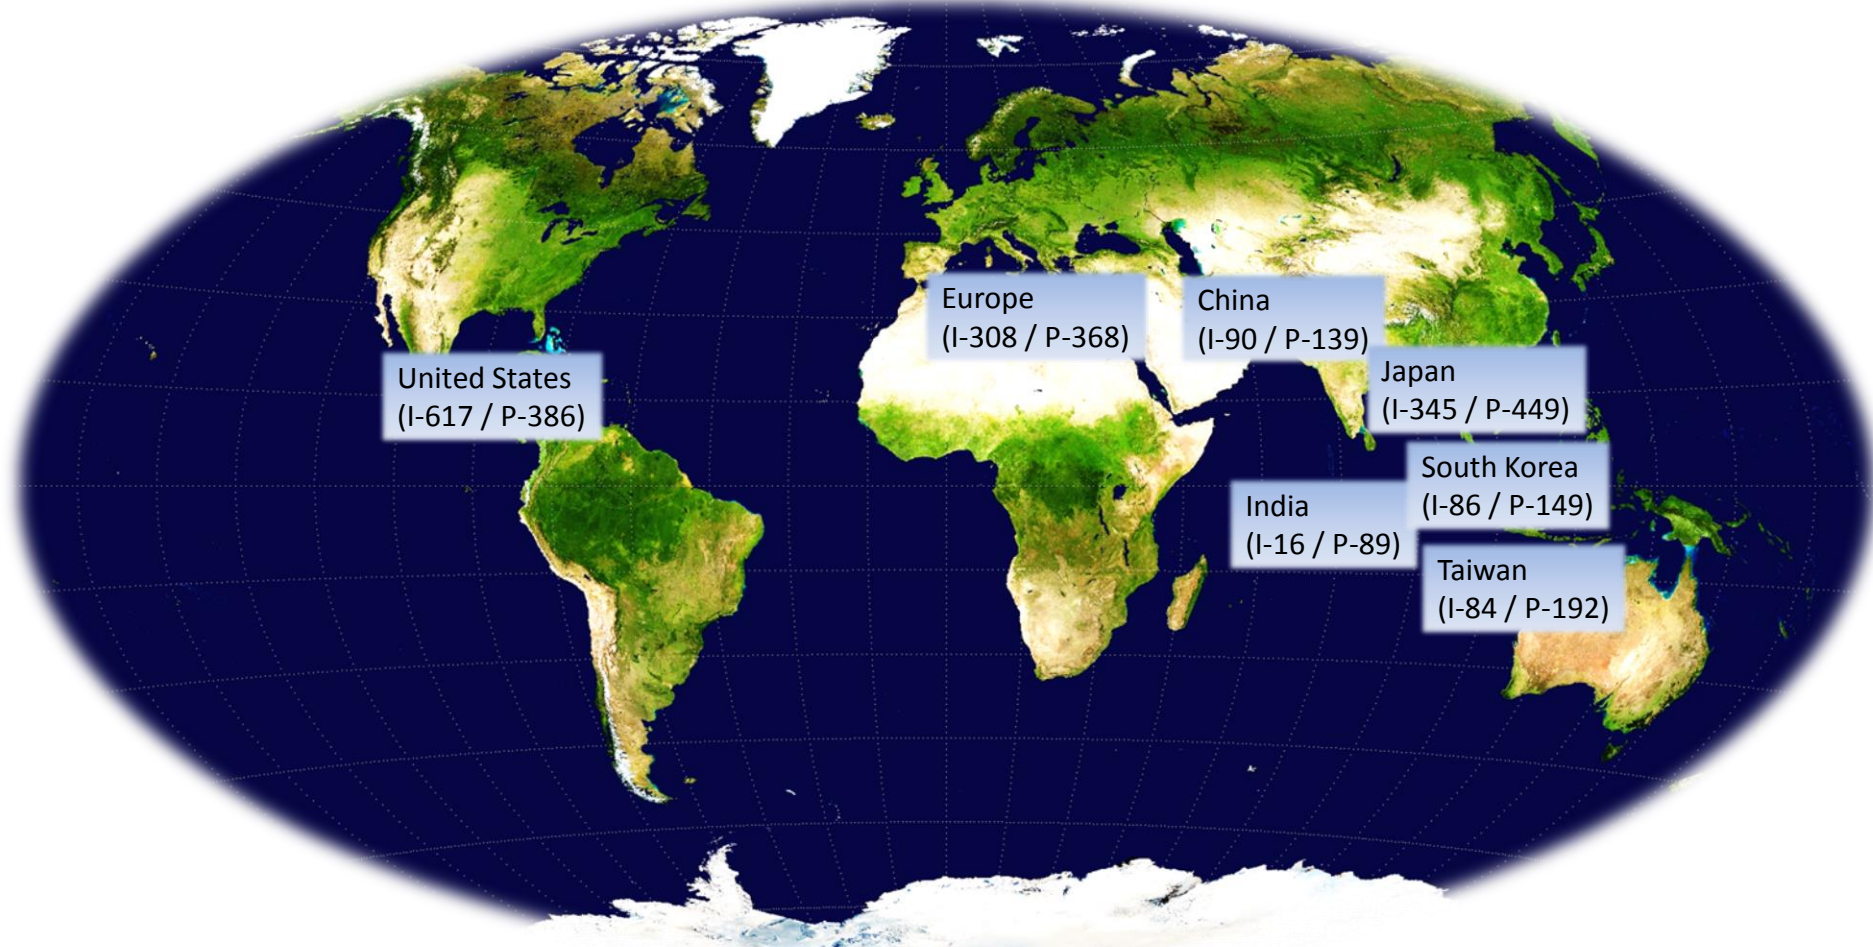 Europe
(I-308 / P-368)
China
(I-90 / P-139)
United States
(I-617 / P-386)
Japan
(I-345 / P-449)
South Korea
(I-86 / P-149)
India
(I-16 / P-89)
Taiwan
(I-84 / P-192)